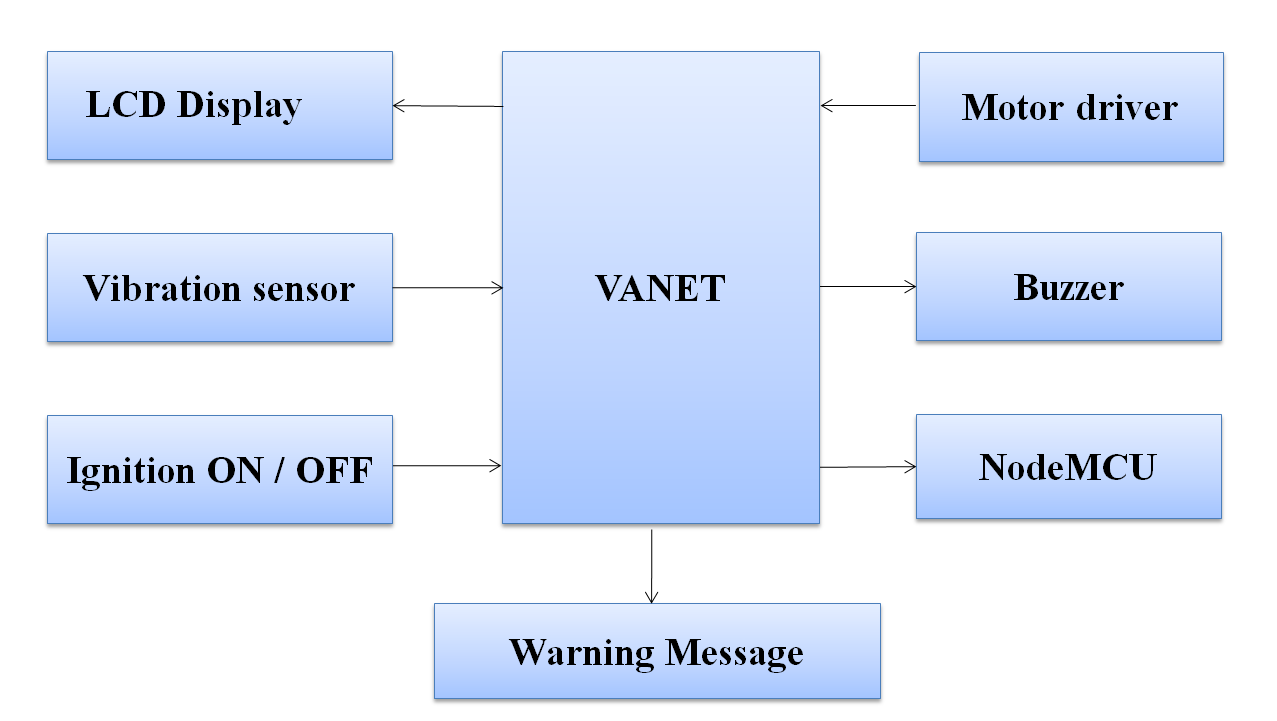 LCD Display
Motor driver
Vibration sensor
VANET
Buzzer
Ignition ON / OFF
NodeMCU
Warning Message